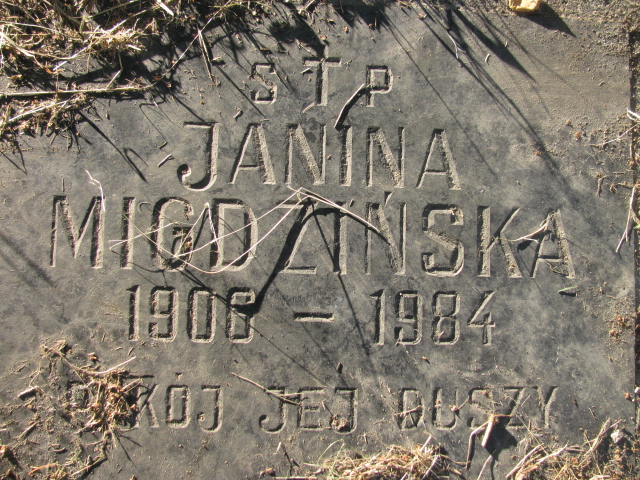 S T P
JANINA
MIGDZIŃSKA
1906 – 1984
POKÓJ JEJ DUSZY